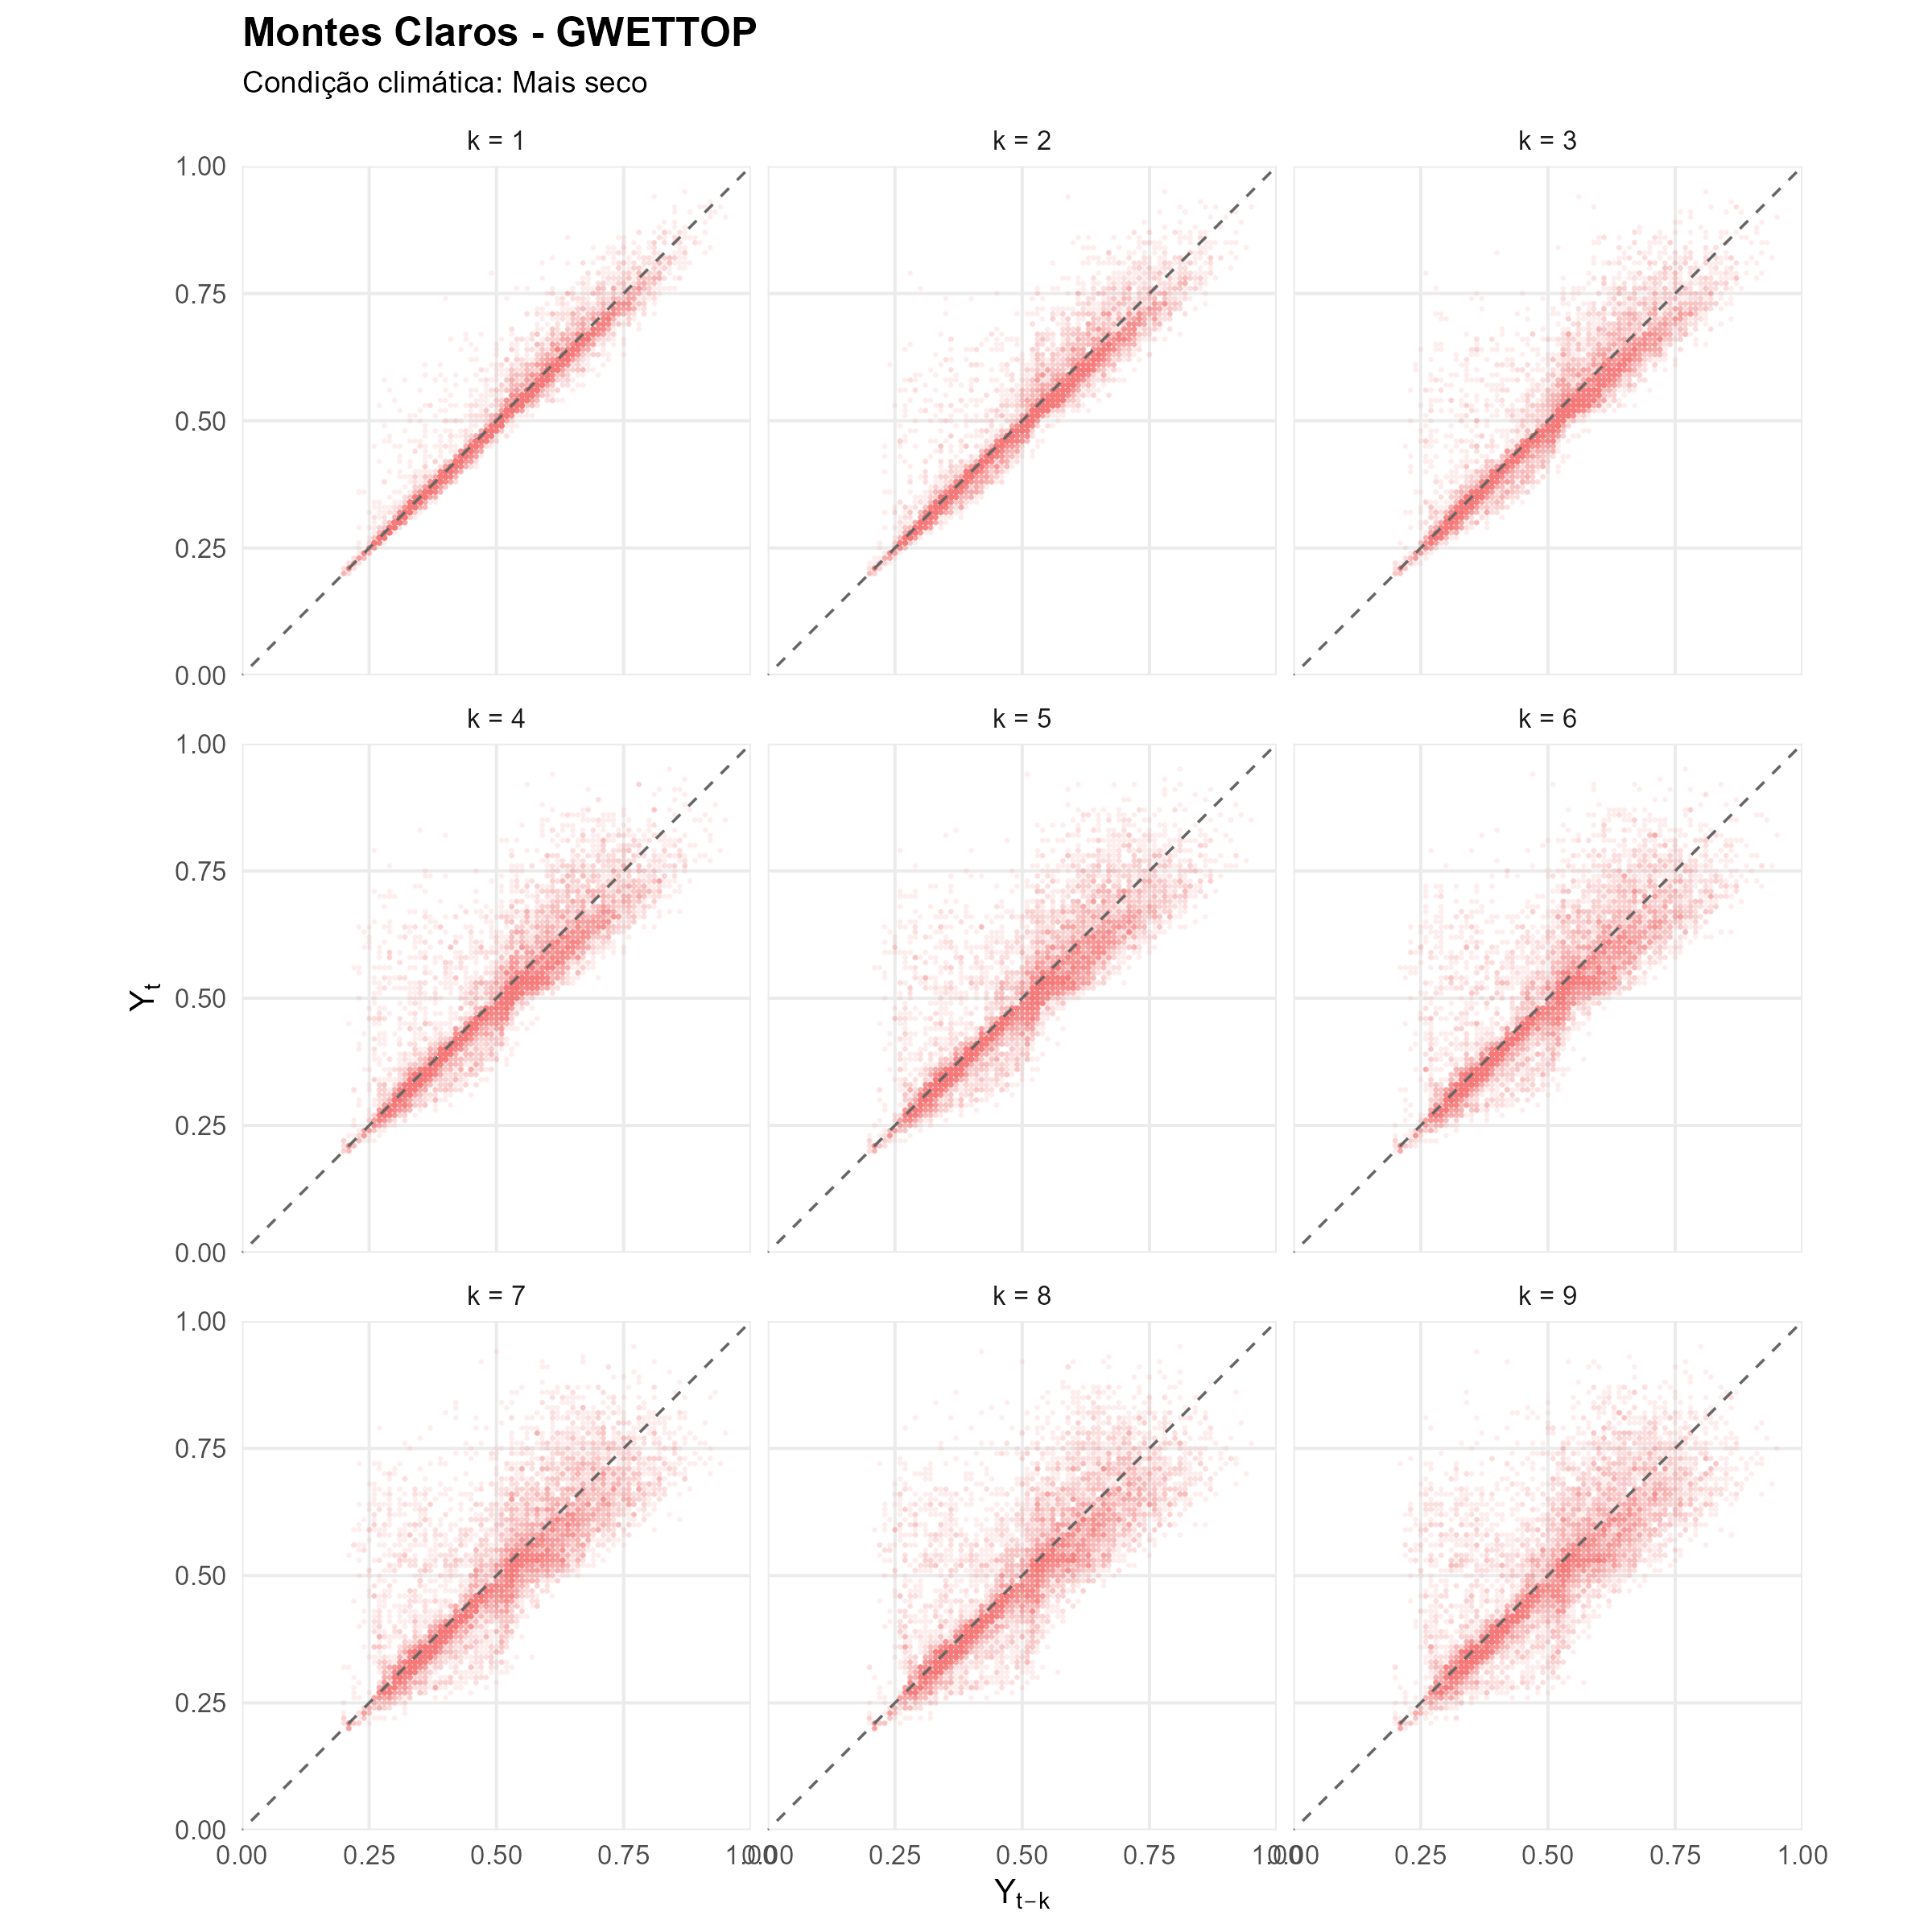 Montes Claros - GWETTOP
Condição climática: Mais seco
k = 1 k = 2 k = 3
1.00
0.75
0.50
0.25
0.00
k = 4 k = 5 k = 6
1.00
0.75
0.50
0.25
0.00
Yt
k = 7 k = 8 k = 9
1.00
0.75
0.50
0.25
0.00
0.00 0.25 0.50 0.75 1.00 0.00 0.25 0.50 0.75 1.00 0.00 0.25 0.50 0.75 1.00
Yt−k